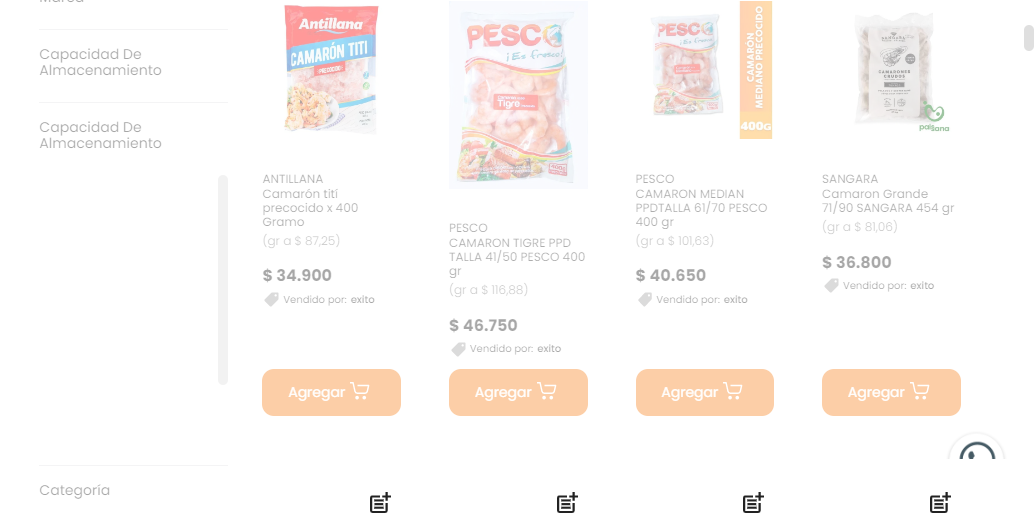 Marca
Capacidad De
Almacenamiento
Capacidad De
Almacenamiento
Categoría
Antillana
CAMARÓN TITI
PRECOCIDO
ANTILLANA
Camarón tití
precocido x 400
Gramo
(gr a $ 87,25)
$ 34.900
Vendido por: exito
Agregar
PESCO
¡Es fresco!
Tigre
PESCO
CAMARON TIGRE PPD
TALLA 41/50 PESCO 400
gr
(gr a $ 116,88)
$ 46.750
Vendido por: exito
Agregar
PESCO
¡Es fresco!
CAMARON
MEDIANO PRECOCIDO
400G
PESCO
CAMARON MEDIAN
PPDTALLA 61/70 PESCO
400 gr
(gr a $ 101,63)
$ 40.650
Vendido por: exito
Agregar
SANGARA
CAMARONES
CRUDOS
SANGARA
Camaron Grande
71/90 SANGARA 454 gr
(gr a $ 81,06)
$ 36.800
Vendido por: exito
Agregar